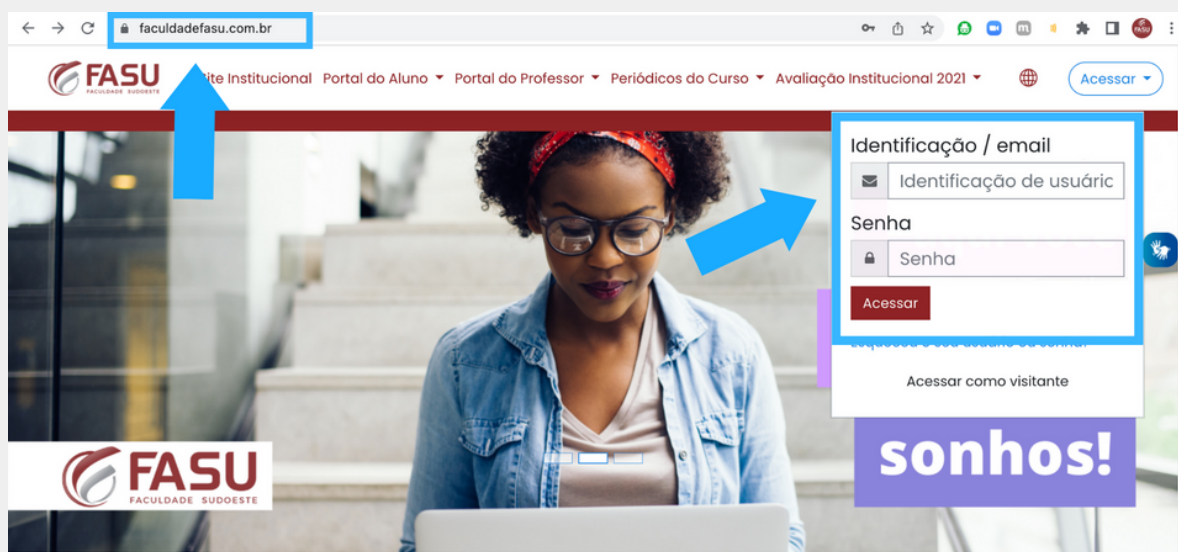 faculdadefasu.com.br
FASU
FACULDADE SUDOESTE
Site Institucional Portal do Aluno Portal do Professor Periódicos do Curso Avaliação Institucional 2021
Acessar
Identificação / email
Identificação de usuáric
Senha
Senha
Acessar
Acessar como visitante
sonhos!
FASU
FACULDADE SUDOESTE